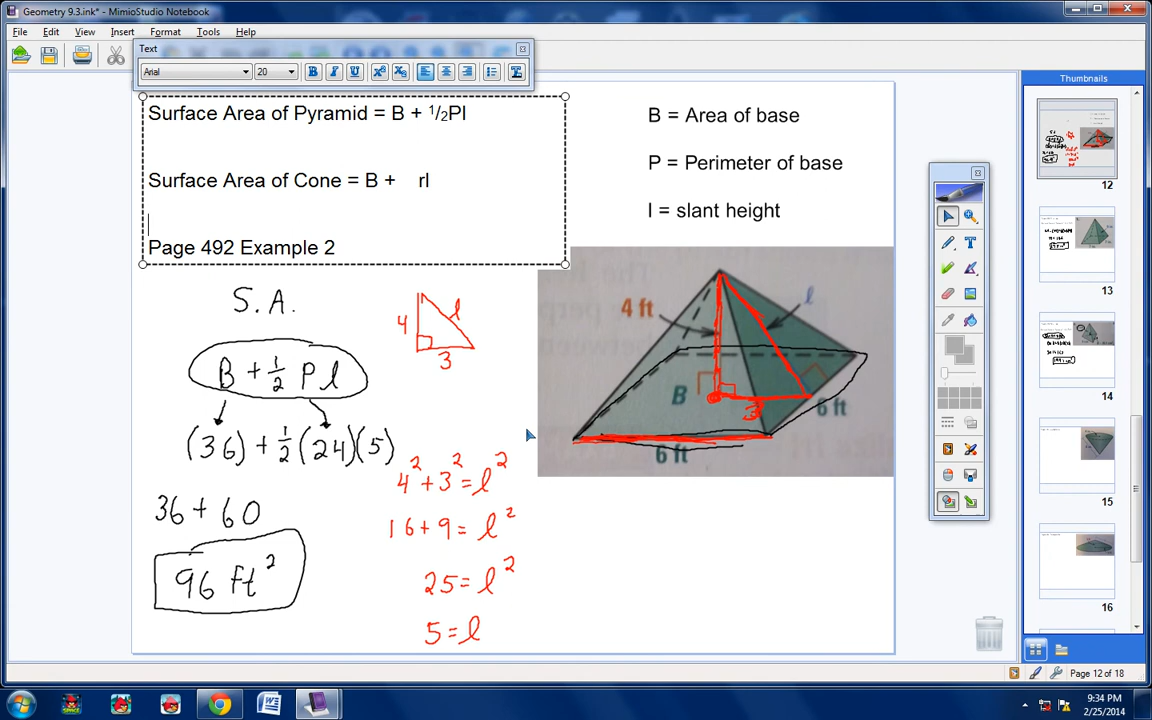 Geometry 9.3.ink* - MimioStudio Notebook
File Edit View Insert Format Tools Help
Text
Arial 20 B I U
Surface Area of Pyramid = B + 1/2Pl
Surface Area of Cone = B + rl
Page 492 Example 2
B = Area of base
P = Perimeter of base
l = slant height
S.A.
B + 1/2 P l
(36) + 1/2 (24)(5)
36 + 60
96 ft²
4 l
3
4² + 3² = l²
16 + 9 = l²
25 = l²
5 = l
4 ft l
B 3 6 ft
6 ft
Thumbnails
12
13
14
15
16
Page 12 of 18
9:34 PM
2/25/2014